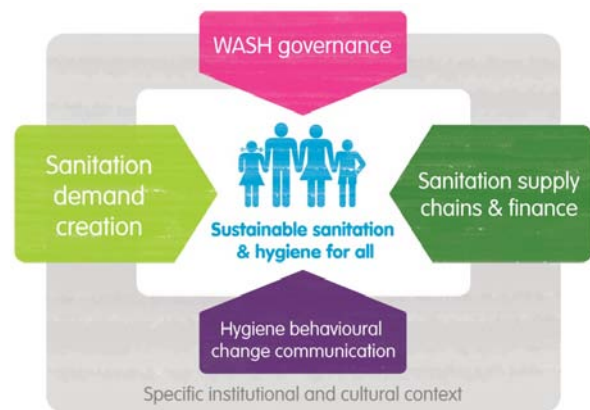 WASH governance
Sanitation
demand
creation
Sustainable sanitation
& hygiene for all
Sanitation supply
chains & finance
Hygiene behavioural
change communication
Specific institutional and cultural context